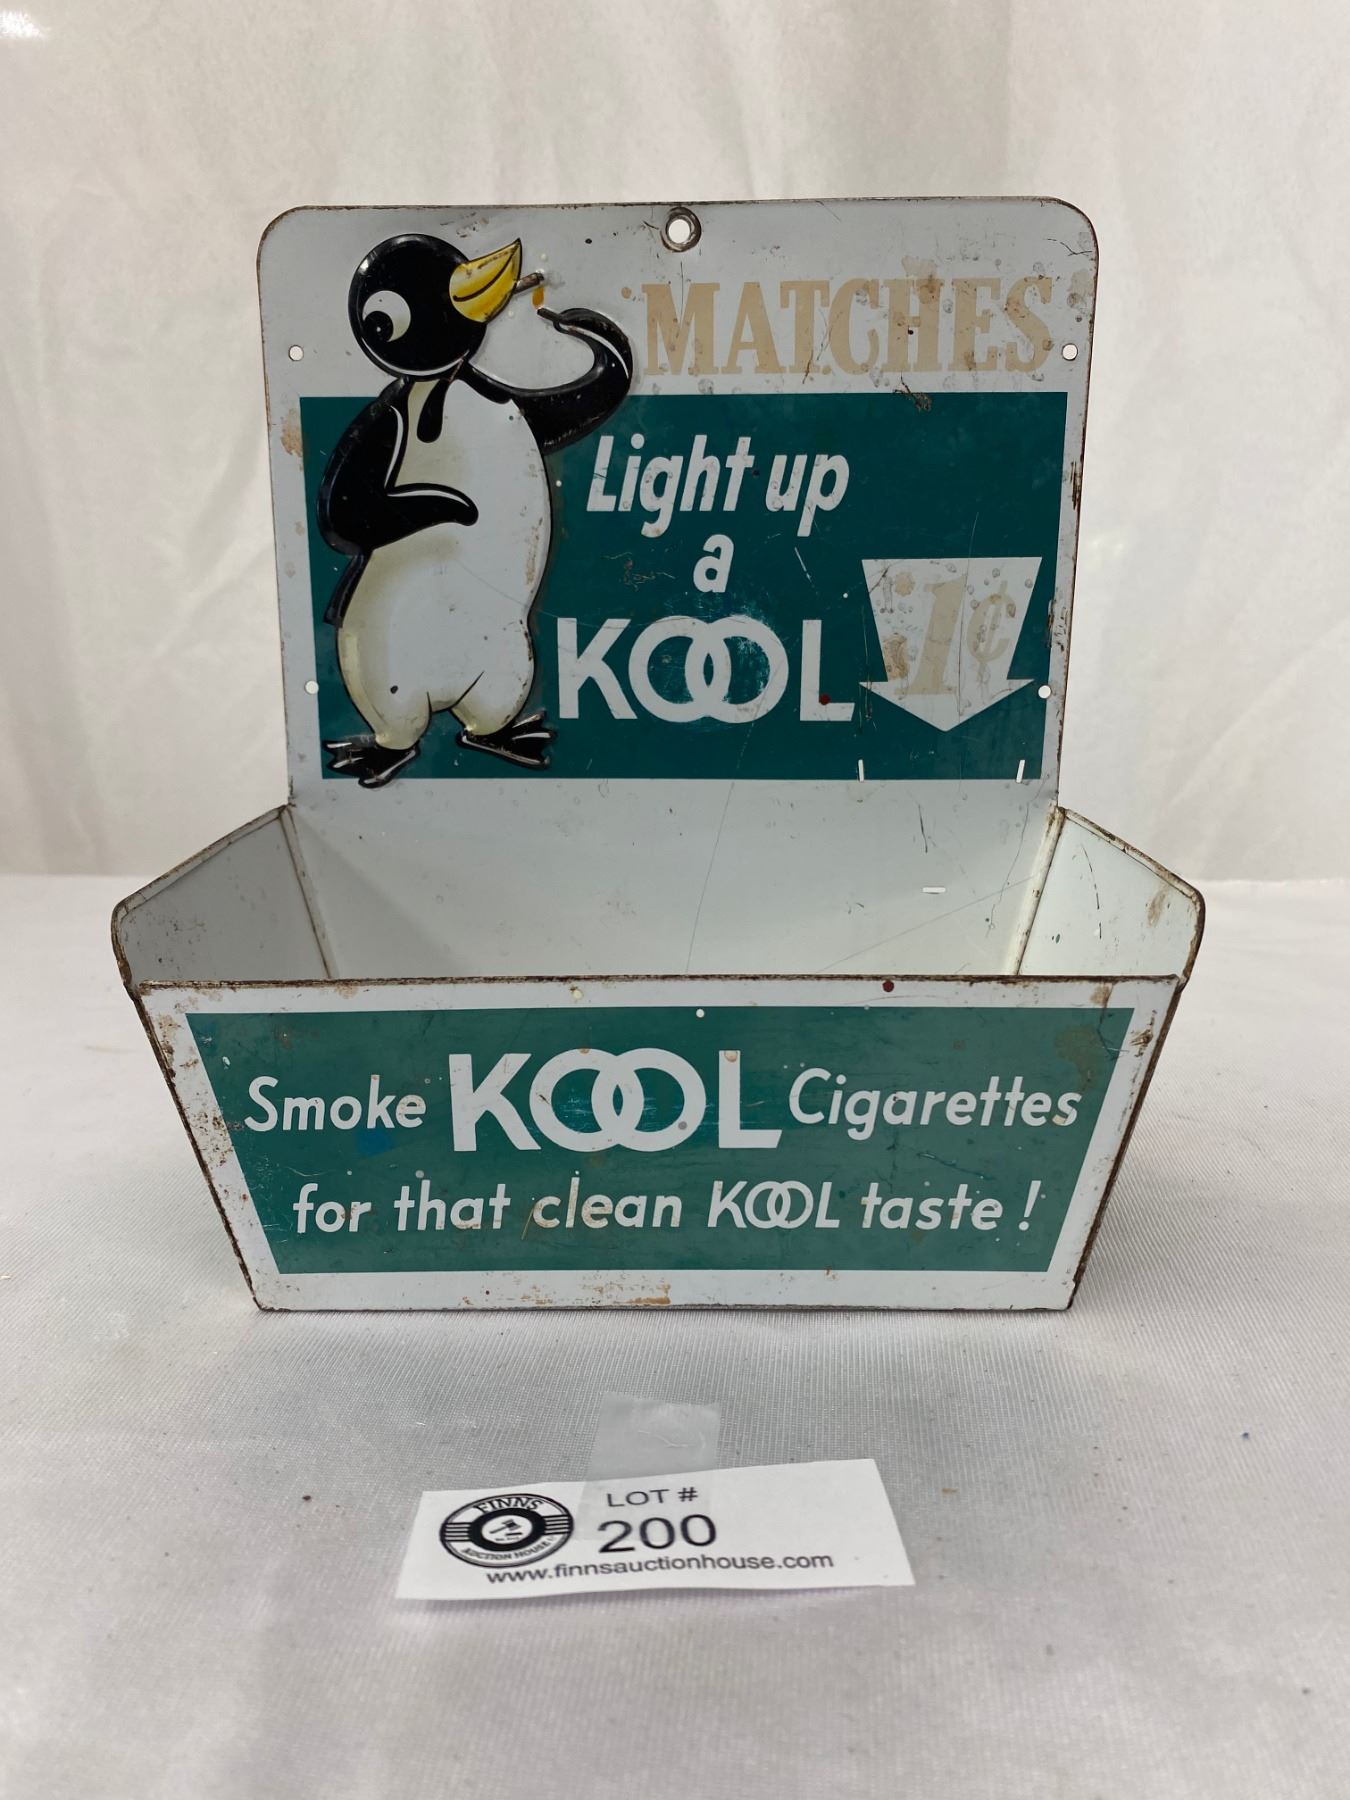 MATCHES
Light up
a
KOOL
1¢
Smoke KOOL Cigarettes
for that clean KOOL taste!
FINNS
AUCTION HOUSE
LOT #
200
www.finnsauctionhouse.com